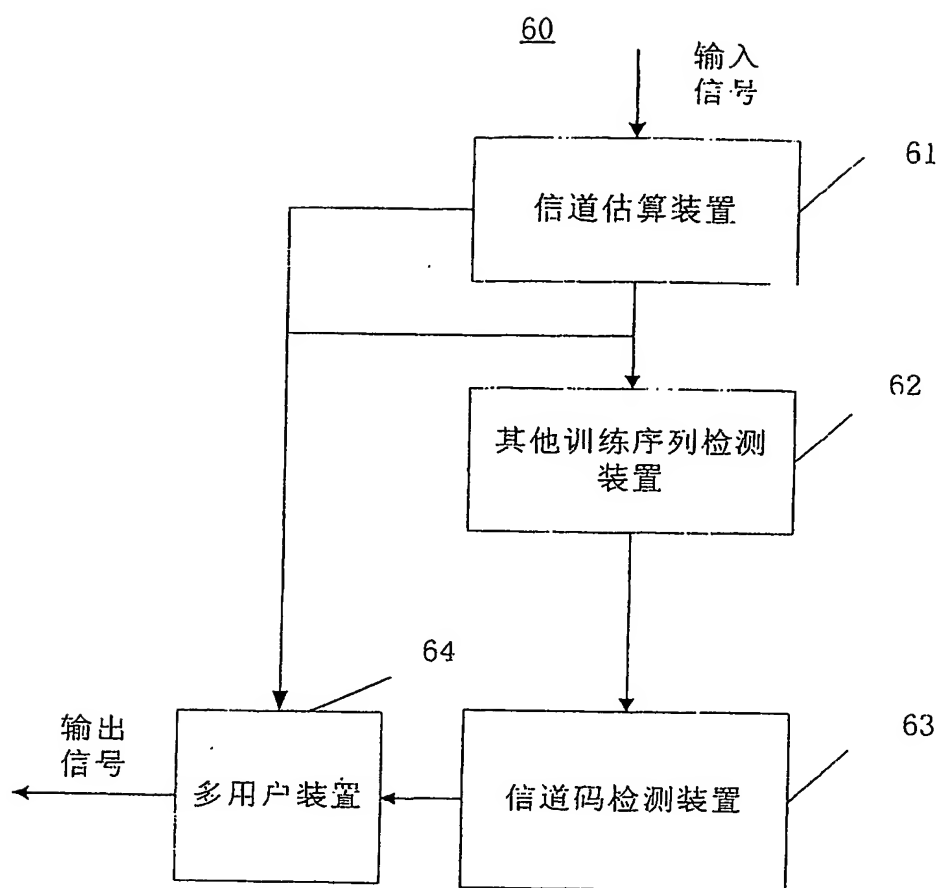 60
输入
信号
61
信道估算装置
62
其他训练序列检测
装置
64
63
输出
信号
多用户装置
信道码检测装置